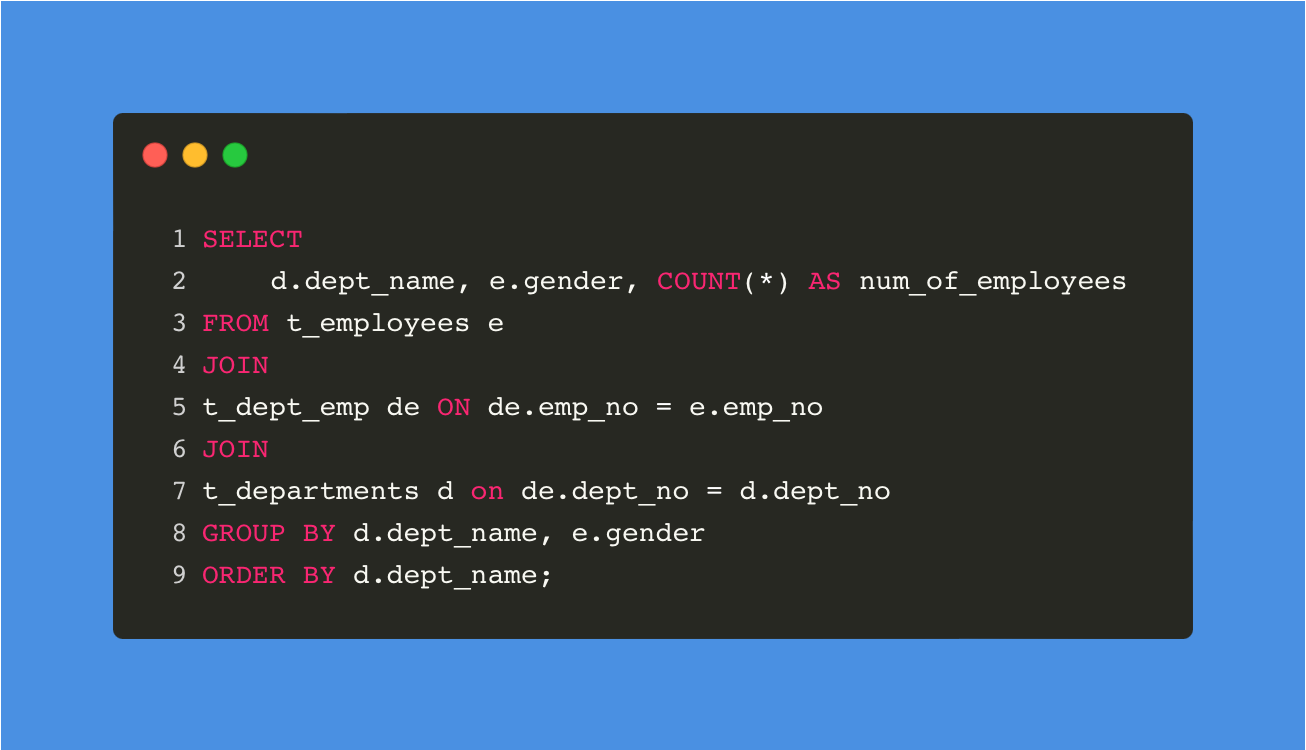 1 SELECT
2     d.dept_name, e.gender, COUNT(*) AS num_of_employees
3 FROM t_employees e
4 JOIN
5 t_dept_emp de ON de.emp_no = e.emp_no
6 JOIN
7 t_departments d on de.dept_no = d.dept_no
8 GROUP BY d.dept_name, e.gender
9 ORDER BY d.dept_name;